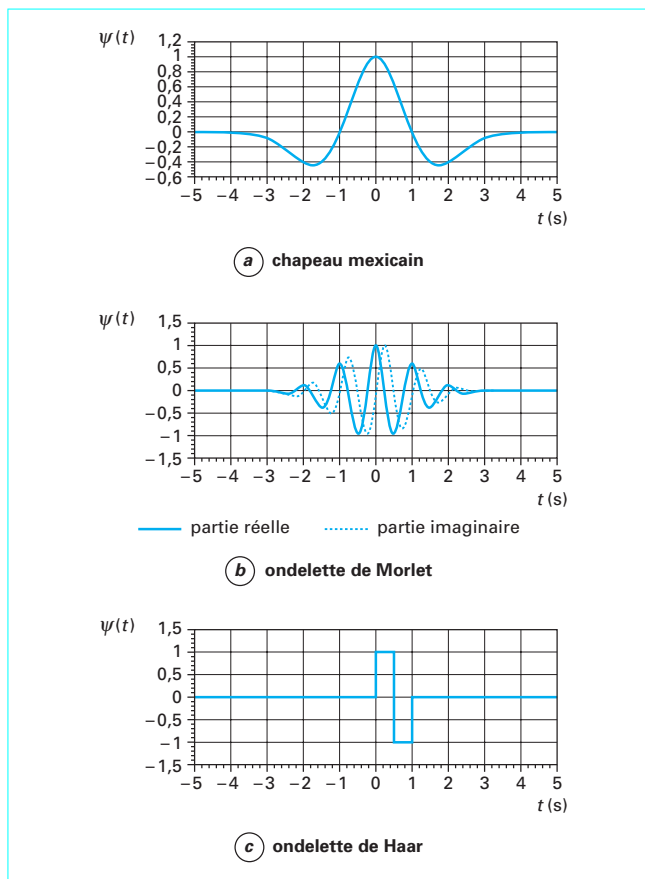 ψ(t)
1,2
1
0,8
0,6
0,4
0,2
0
−0,2
−0,4
−0,6
−5 −4 −3 −2 −1 0 1 2 3 4 5
t (s)
a chapeau mexicain
ψ(t)
1,5
1
0,5
0
−0,5
−1
−1,5
−5 −4 −3 −2 −1 0 1 2 3 4 5
t (s)
partie réelle partie imaginaire
b ondelette de Morlet
ψ(t)
1,5
1
0,5
0
−0,5
−1
−1,5
−5 −4 −3 −2 −1 0 1 2 3 4 5
t (s)
c ondelette de Haar